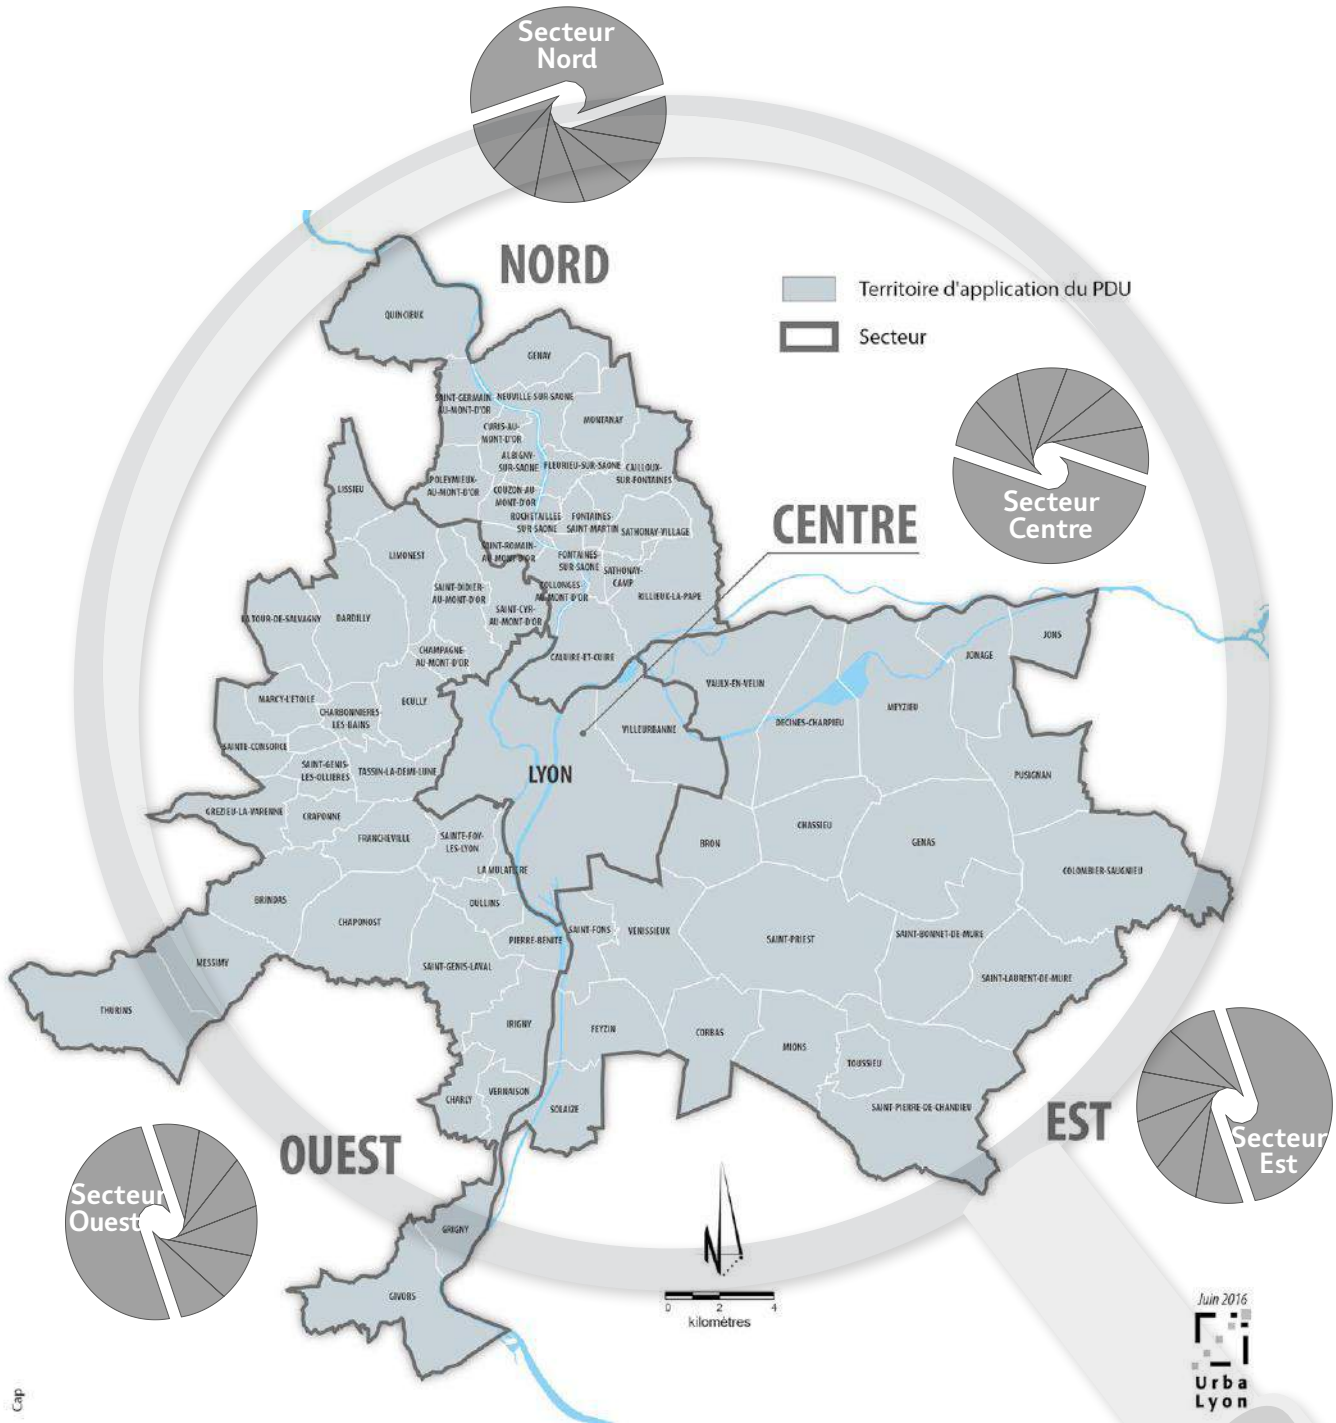 Secteur
Nord
NORD
Territoire d'application du PDU
Secteur
QUINCIEUX
GENAY
SAINT-GERMAIN-
AU-MONT-D'OR
NEUVILLE-SUR-SAONE
MONTANAY
CURIS-AU-
MONT-D'OR
ALBIGNY-
SUR-SAONE
FLEURIEU-SUR-SAONE
CAILLOUX-
SUR-FONTAINES
POLEYMIEUX-
AU-MONT-D'OR
COUZON-AU-
MONT-D'OR
LISSIEU
ROCHETAILLEE
SUR-SAONE
FONTAINES-
SAINT-MARTIN
SATHONAY-VILLAGE
Secteur
Centre
CENTRE
LIMONEST
SAINT-ROMAIN-
AU-MONT-D'OR
FONTAINES-
SUR-SAONE
SATHONAY-
CAMP
SAINT-DIDIER-
AU-MONT-D'OR
COLLONGES-
AU-MONT-D'OR
RILLIEUX-LA-PAPE
SAINT-CYR-
AU-MONT-D'OR
LA TOUR-DE-SALVAGNY
DARDILLY
CHAMPAGNE-
AU-MONT-D'OR
CALUIRE-ET-CUIRE
JONS
JONAGE
VAULX-EN-VELIN
MARCY-L'ETOILE
ECULLY
CHARBONNIERES-
LES-BAINS
MEYZIEU
DECINES-CHARPIEU
VILLEURBANNE
SAINTE-CONSORCE
SAINT-GENIS-
LES-OLLIERES
TASSIN-LA-DEMI-LUNE
LYON
PUSIGNAN
GREZIEU-LA-VARENNE
CRAPONNE
FRANCHEVILLE
SAINTE-FOY-
LES-LYON
CHASSIEU
BRON
GENAS
LA MULATIERE
COLOMBIER-SAUGNIEU
BRINDAS
OULLINS
CHAPONOST
PIERRE-BENITE
SAINT-FONS
VENISSIEUX
SAINT-PRIEST
SAINT-BONNET-DE-MURE
MESSIMY
SAINT-GENIS-LAVAL
SAINT-LAURENT-DE-MURE
THURINS
IRIGNY
FEYZIN
CORBAS
MIONS
TOUSSIEU
CHARLY
VERNAISON
SOLAIZE
SAINT-PIERRE-DE-CHANDIEU
EST
Secteur
Est
OUEST
Secteur
Ouest
GRIGNY
GIVORS
N
0 2 4
kilomètres
Juin 2016
Urba
Lyon
Cap